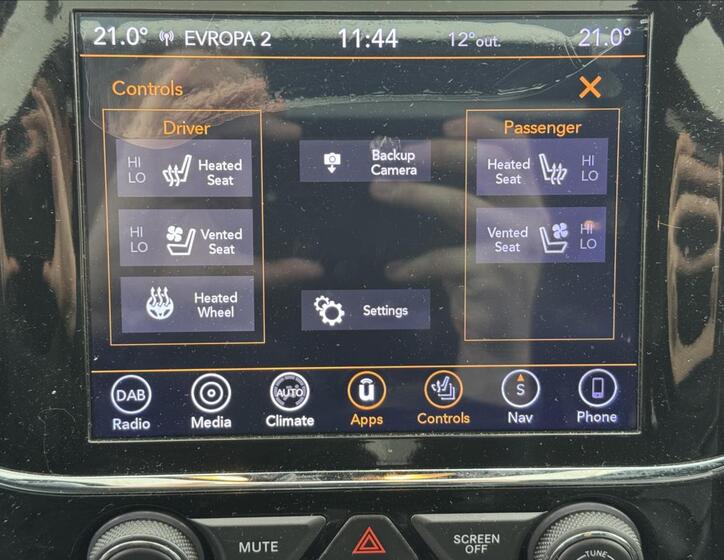 21.0° EVROPA 2 11:44 12°out. 21.0°
Controls
Driver
Passenger
HI
LO
Heated
Seat
Backup
Camera
Heated
Seat
HI
LO
HI
LO
Vented
Seat
Vented
Seat
HI
LO
Heated
Wheel
Settings
DAB
AUTO
ū
S
Radio Media Climate Apps Controls Nav Phone
MUTE
SCREEN
OFF
TUNE